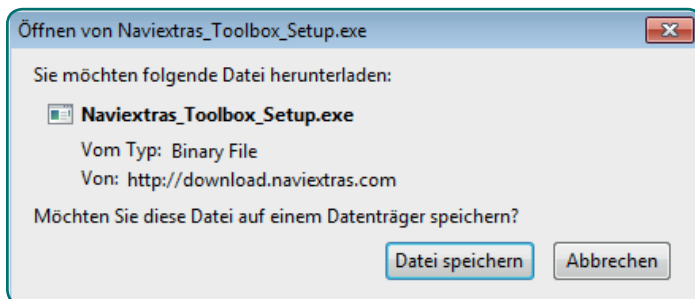 Öffnen von Naviextras_Toolbox_Setup.exe
Sie möchten folgende Datei herunterladen:
Naviextras_Toolbox_Setup.exe
Vom Typ: Binary File
Von: http://download.naviextras.com
Möchten Sie diese Datei auf einem Datenträger speichern?
Datei speichern Abbrechen